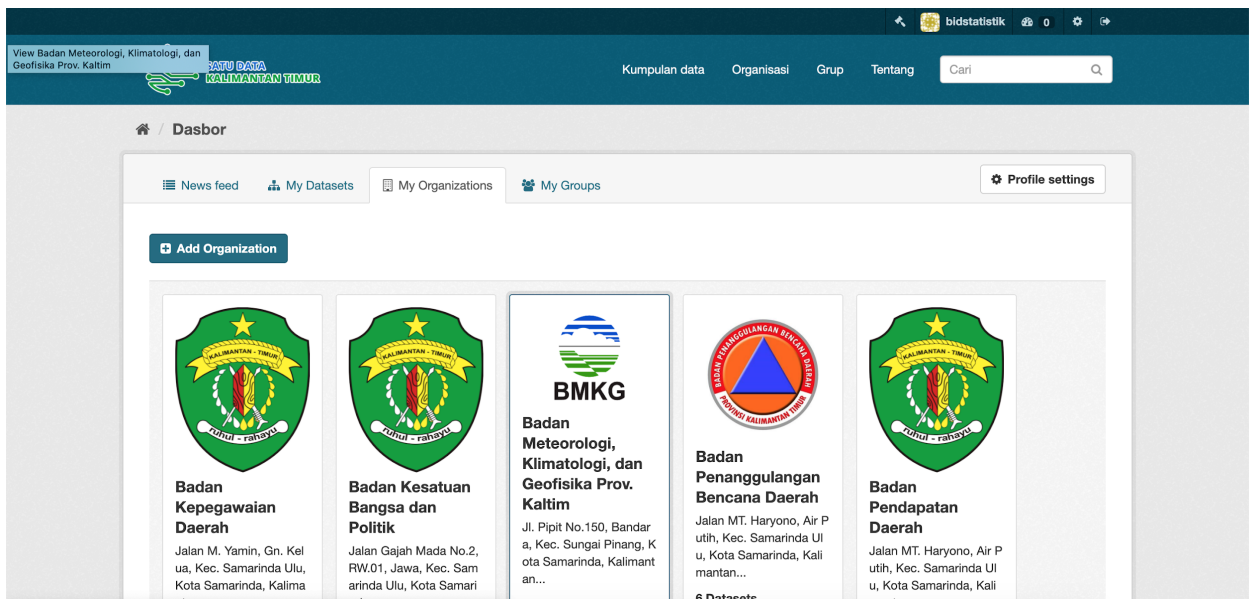 bidstatistik 0
View Badan Meteorologi, Klimatologi, dan
Geofisika Prov. Kaltim
SATU DATA
KALIMANTAN TIMUR
Kumpulan data Organisasi Grup Tentang Cari
/ Dasbor
News feed My Datasets My Organizations My Groups
Profile settings
Add Organization
KALIMANTAN - TIMUR
ruhui - rahayu
Badan
Kepegawaian
Daerah
Jalan M. Yamin, Gn. Kel
ua, Kec. Samarinda Ulu,
Kota Samarinda, Kalima
KALIMANTAN - TIMUR
ruhui - rahayu
Badan Kesatuan
Bangsa dan
Politik
Jalan Gajah Mada No.2,
RW.01, Jawa, Kec. Sam
arinda Ulu, Kota Samari
BMKG
Badan
Meteorologi,
Klimatologi, dan
Geofisika Prov.
Kaltim
Jl. Pipit No.150, Bandar
a, Kec. Sungai Pinang, K
ota Samarinda, Kalimant
an...
BADAN PENANGGULANGAN BENCANA DAERAH
PROVINSI KALIMANTAN TIMUR
Badan
Penanggulangan
Bencana Daerah
Jalan MT. Haryono, Air P
utih, Kec. Samarinda Ul
u, Kota Samarinda, Kali
mantan...
6 Datasets
KALIMANTAN - TIMUR
ruhui - rahayu
Badan
Pendapatan
Daerah
Jalan MT. Haryono, Air P
utih, Kec. Samarinda Ul
u, Kota Samarinda, Kali